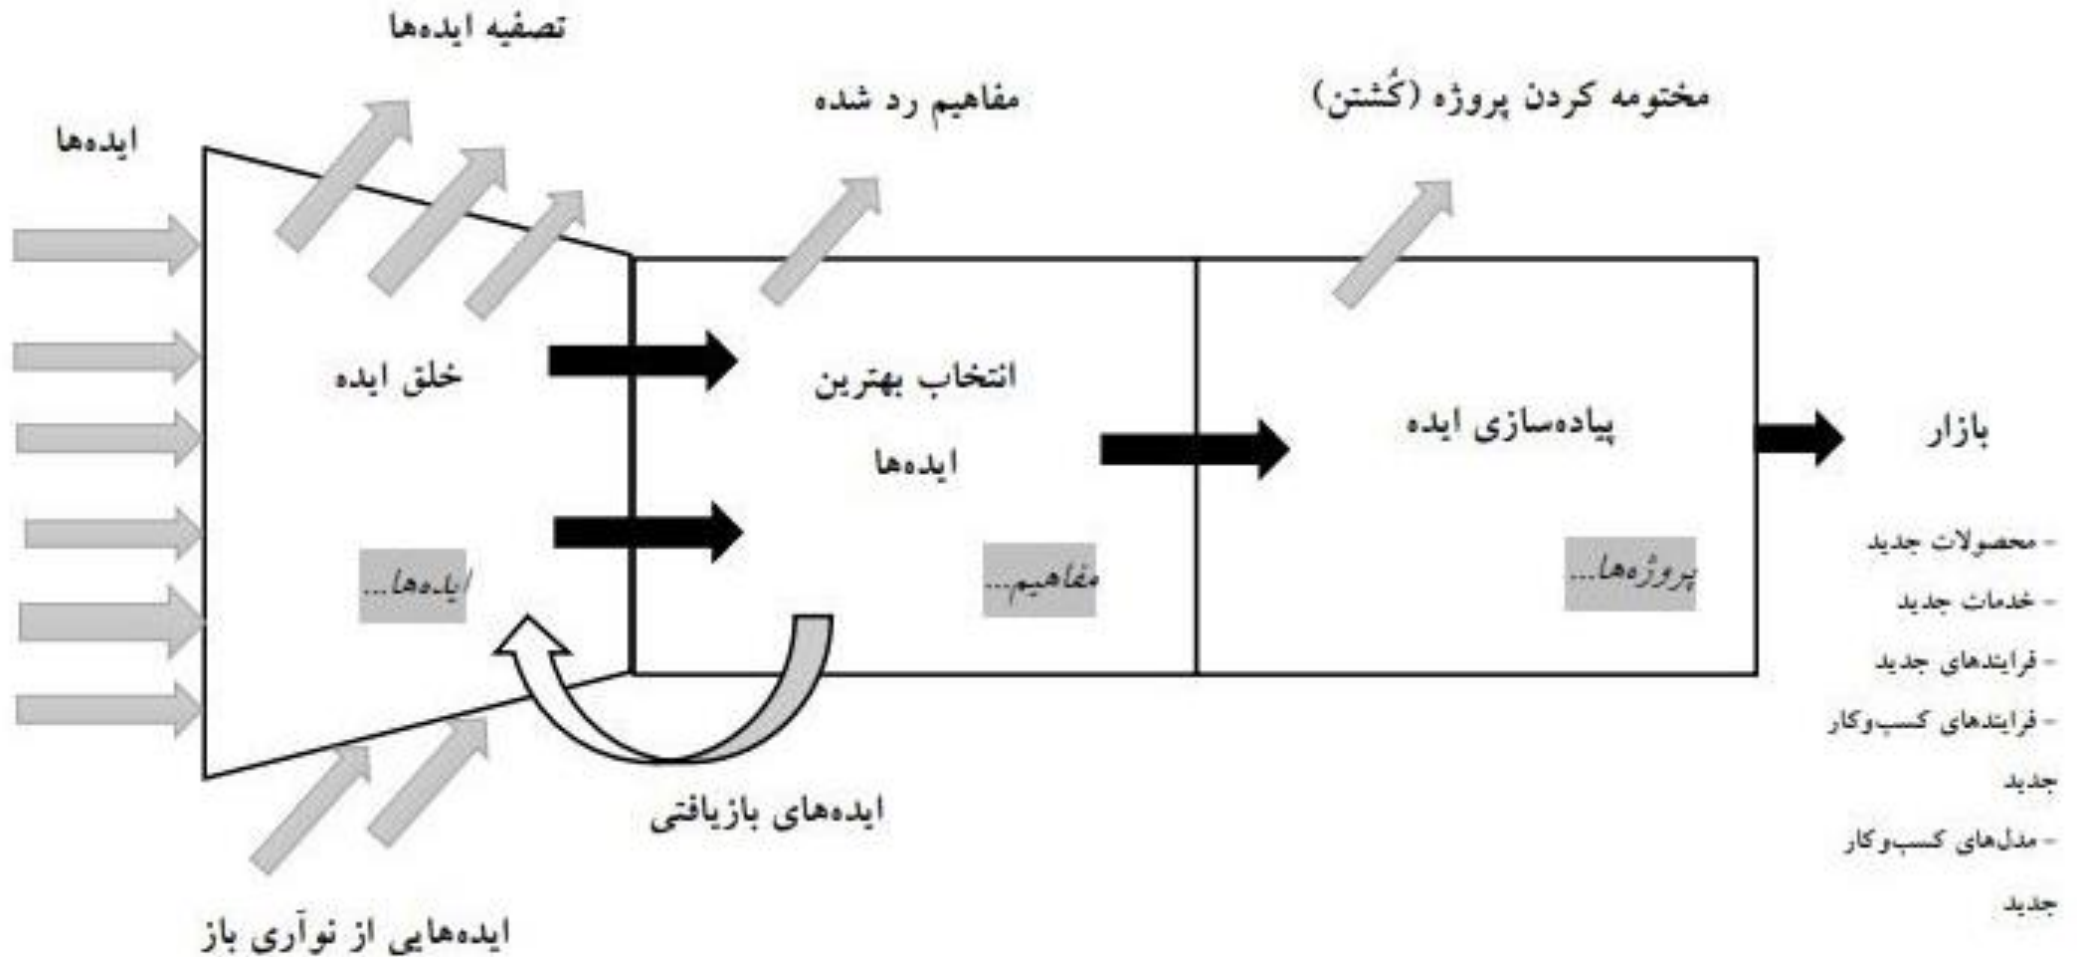 تصفیه ایده‌ها
مفاهیم رد شده
مختومه کردن پروژه (کُشتن)
ایده‌ها
خلق ایده
انتخاب بهترین
ایده‌ها
پیاده‌سازی ایده
بازار
ایده‌ها...
مفاهیم...
پروژه‌ها...
- محصولات جدید
- خدمات جدید
- فرایندهای جدید
- فرایندهای کسب‌وکار
جدید
- مدل‌های کسب‌وکار
جدید
ایده‌های بازیافتی
ایده‌هایی از نوآری باز